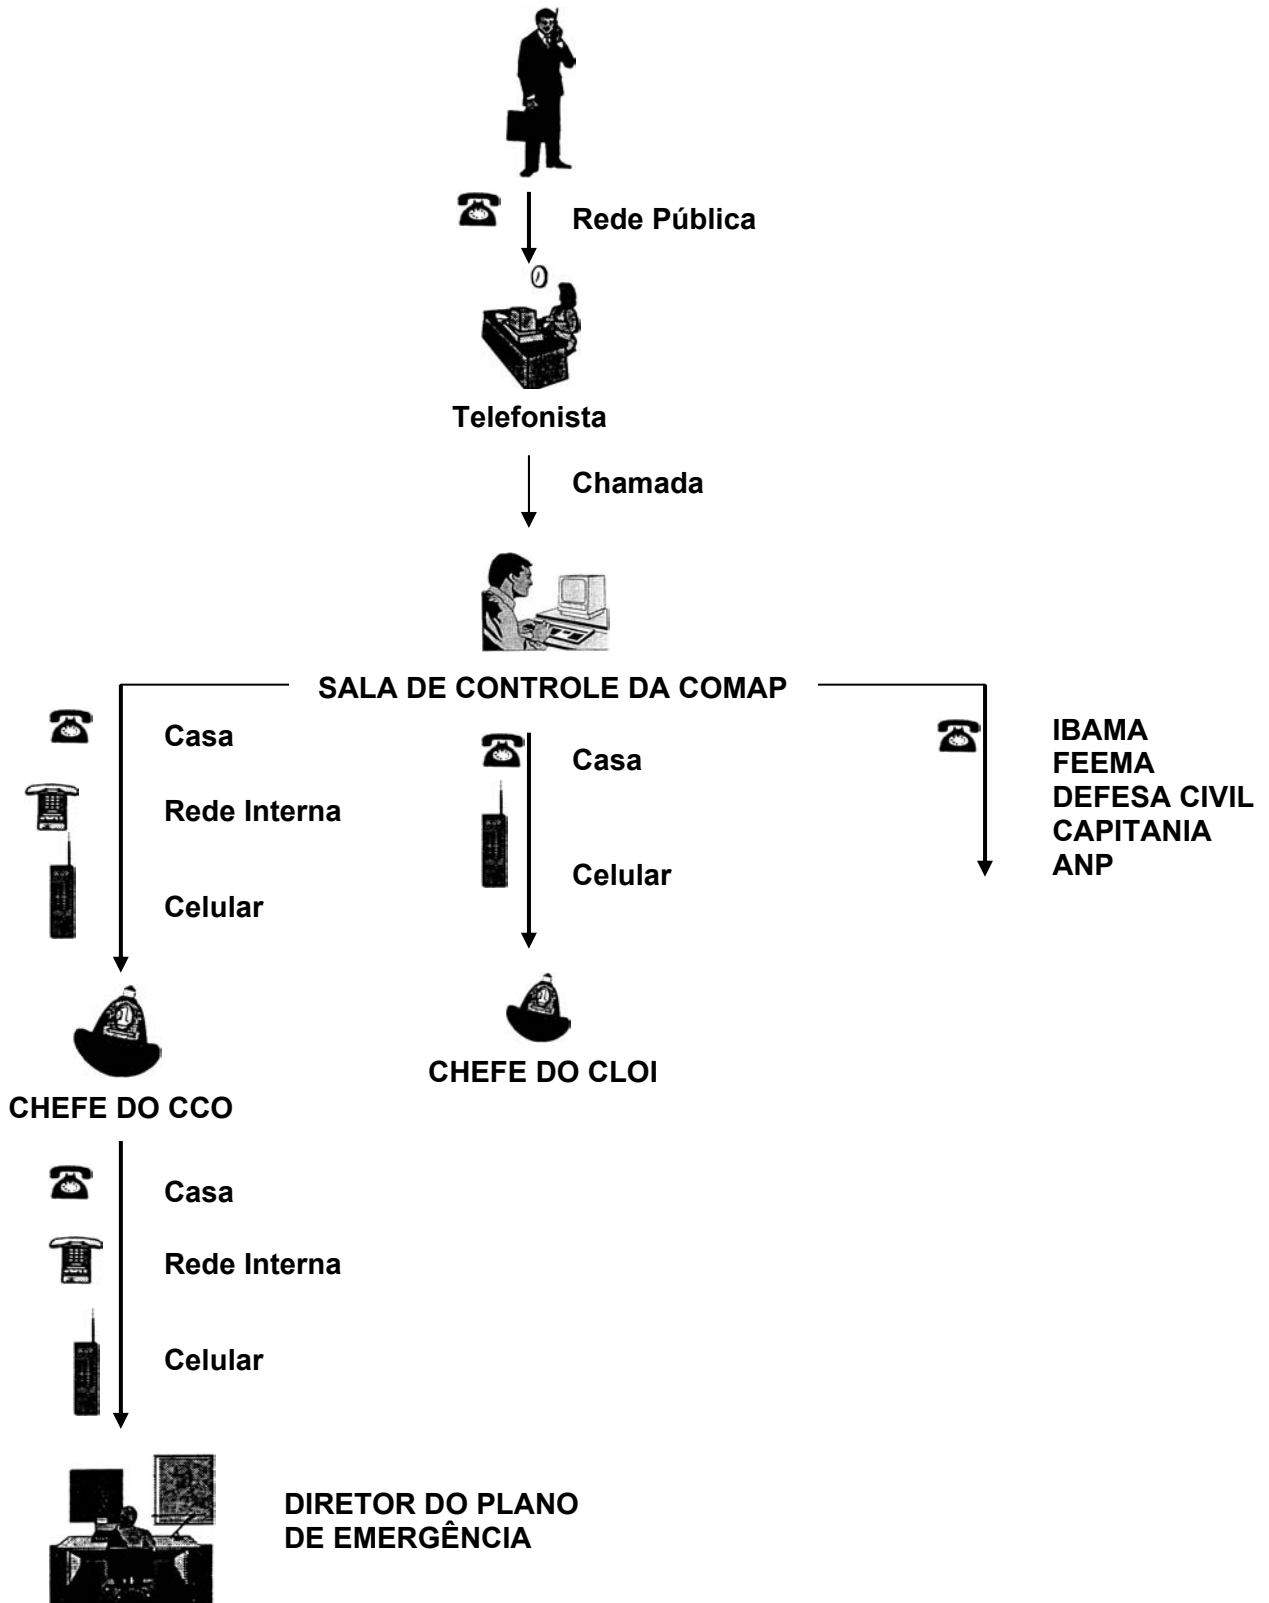 Rede Pública
Telefonista
Chamada
SALA DE CONTROLE DA COMAP
Casa
Rede Interna
Celular
Casa
Celular
IBAMA
FEEMA
DEFESA CIVIL
CAPITANIA
ANP
CHEFE DO CLOI
CHEFE DO CCO
Casa
Rede Interna
Celular
DIRETOR DO PLANO
DE EMERGÊNCIA